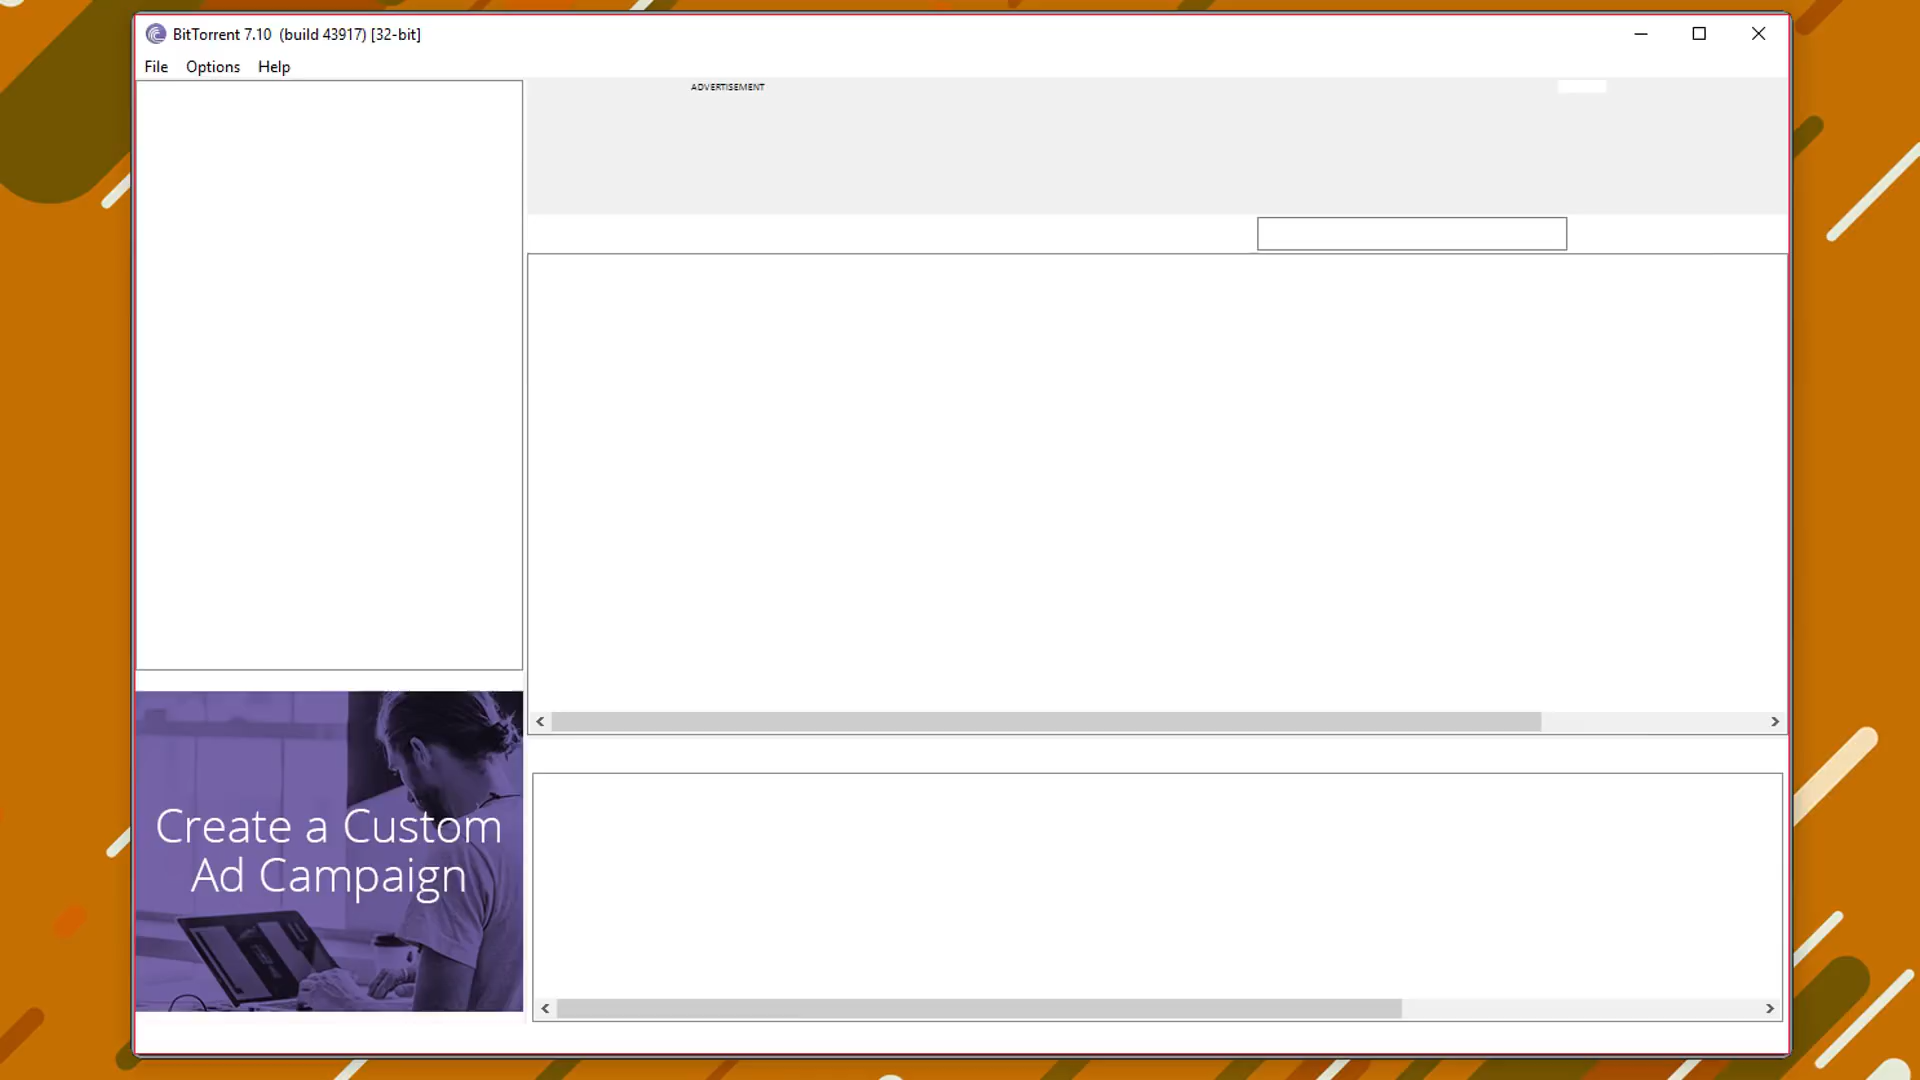 BitTorrent 7.10 (build 43917) [32-bit]
File Options Help
ADVERTISEMENT
Create a Custom
Ad Campaign